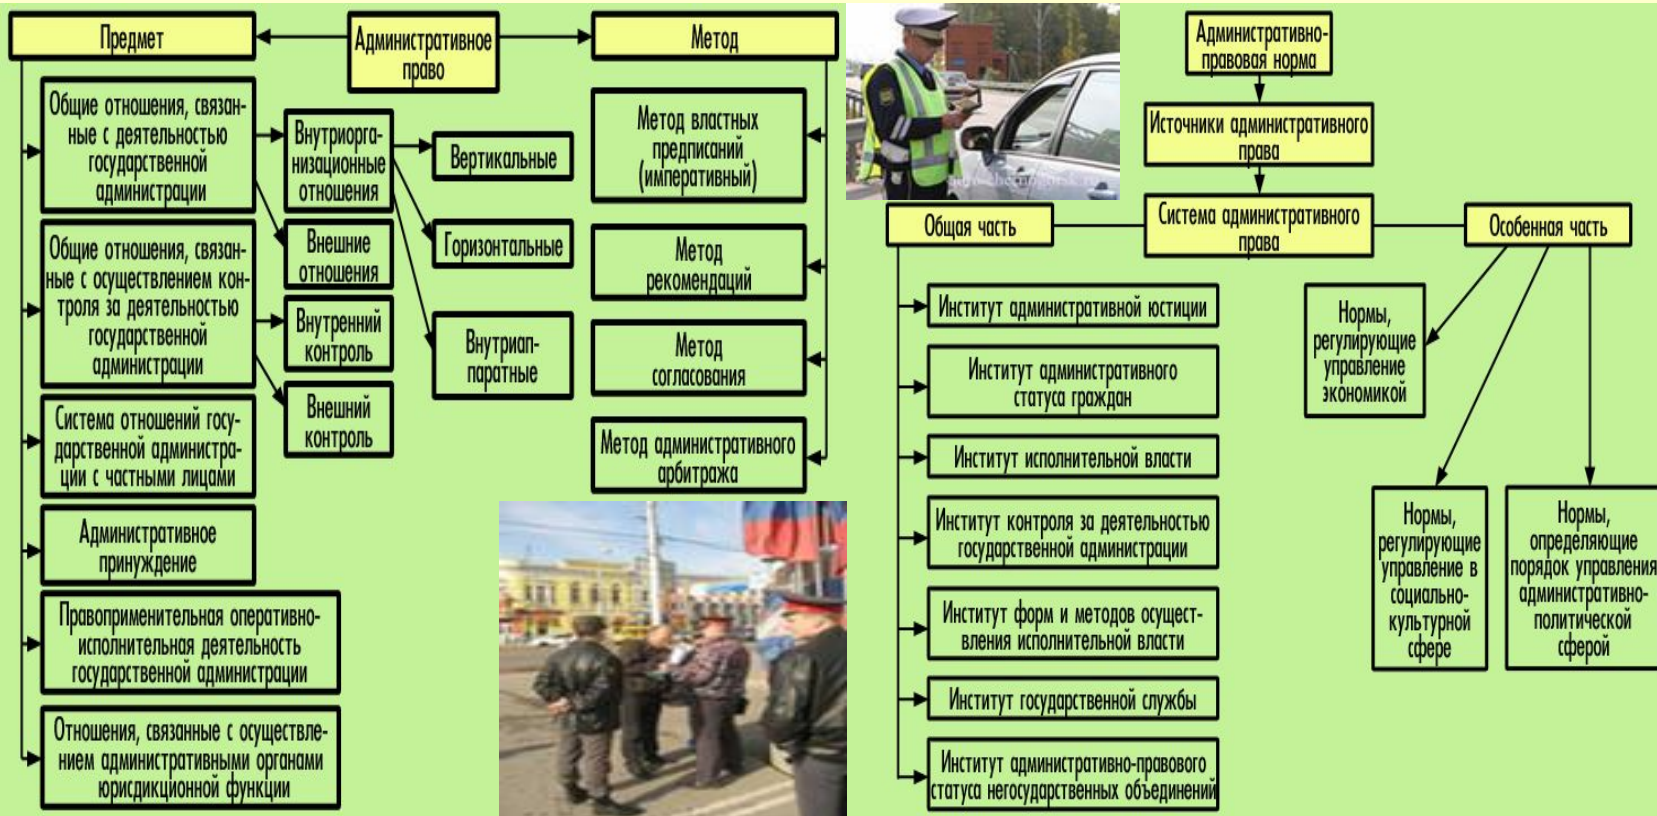 Предмет
Административное
право
Метод
Общие отношения, связан-
ные с деятельностью
государственной
администрации
Общие отношения, связан-
ные с осуществлением кон-
троля за деятельностью
государственной
администрации
Система отношений госу-
дарственной администра-
ции с частными лицами
Административное
принуждение
Правоприменительная оперативно-
исполнительная деятельность
государственной администрации
Отношения, связанные с осуществле-
нием административными органами
юрисдикционной функции
Внутриорга-
низационные
отношения
Внешние
отношения
Внутренний
контроль
Внешний
контроль
Вертикальные
Горизонтальные
Внутриап-
паратные
Метод властных
предписаний
(императивный)
Метод
рекомендаций
Метод
согласования
Метод административного
арбитража
Административно-
правовая норма
Источники административного
права
Система административного
права
Общая часть
Особенная часть
Институт административной юстиции
Институт административного
статуса граждан
Институт исполнительной власти
Институт контроля за деятельностью
государственной администрации
Институт форм и методов осущест-
вления исполнительной власти
Институт государственной службы
Институт административно-правового
статуса негосударственных объединений
Нормы,
регулирующие
управление
экономикой
Нормы,
регулирующие
управление в
социально-
культурной
сфере
Нормы,
определяющие
порядок управления
административно-
политической
сферой